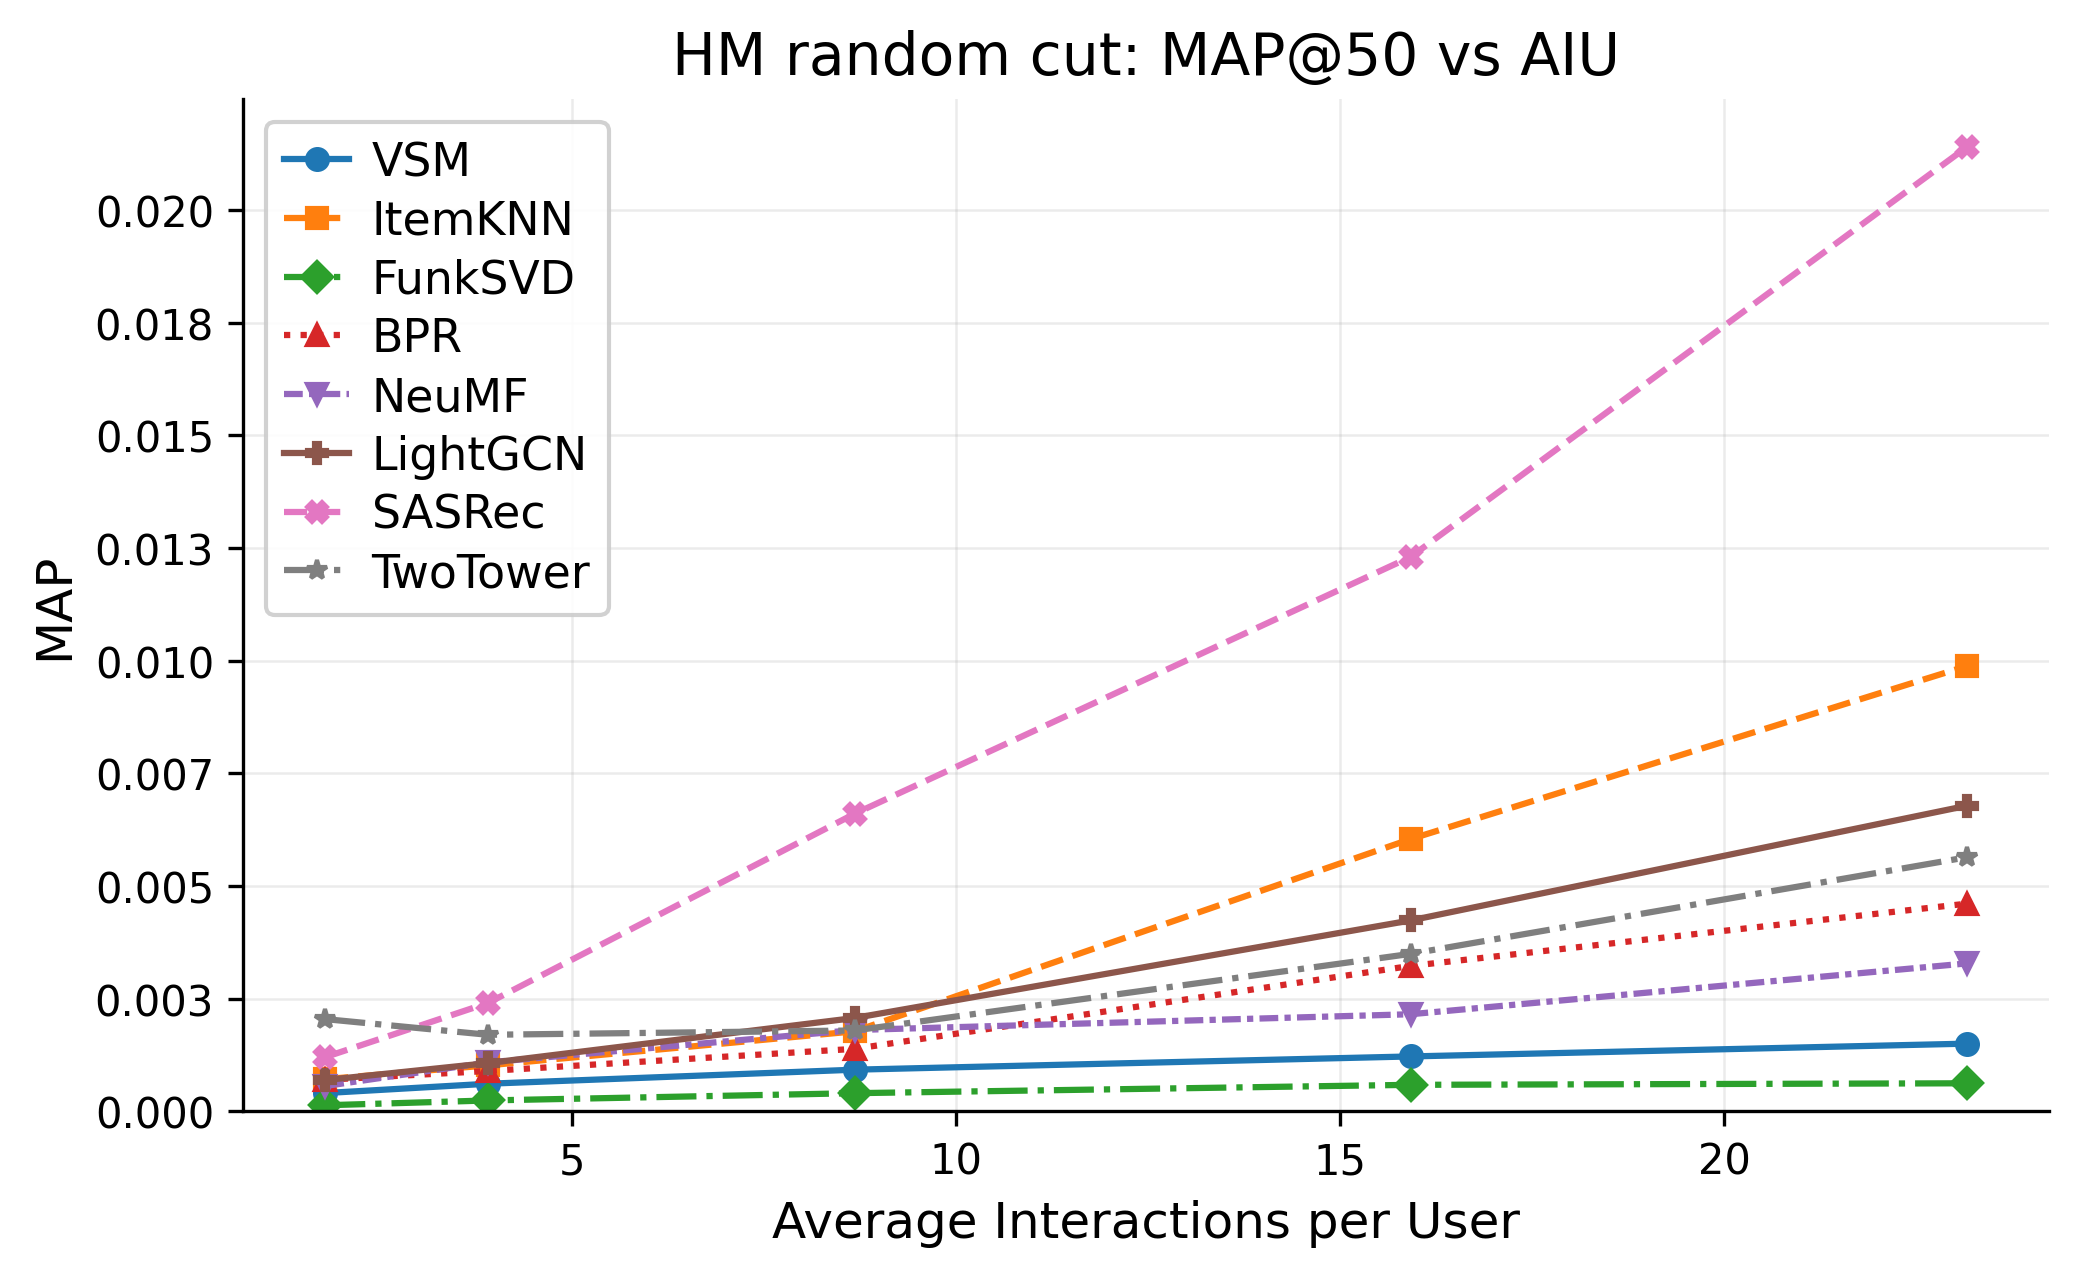 HM random cut: MAP@50 vs AIU
VSM
ItemKNN
FunkSVD
BPR
NeuMF
LightGCN
SASRec
TwoTower
MAP
0.020
0.018
0.015
0.013
0.010
0.007
0.005
0.003
0.000
5
10
15
20
Average Interactions per User